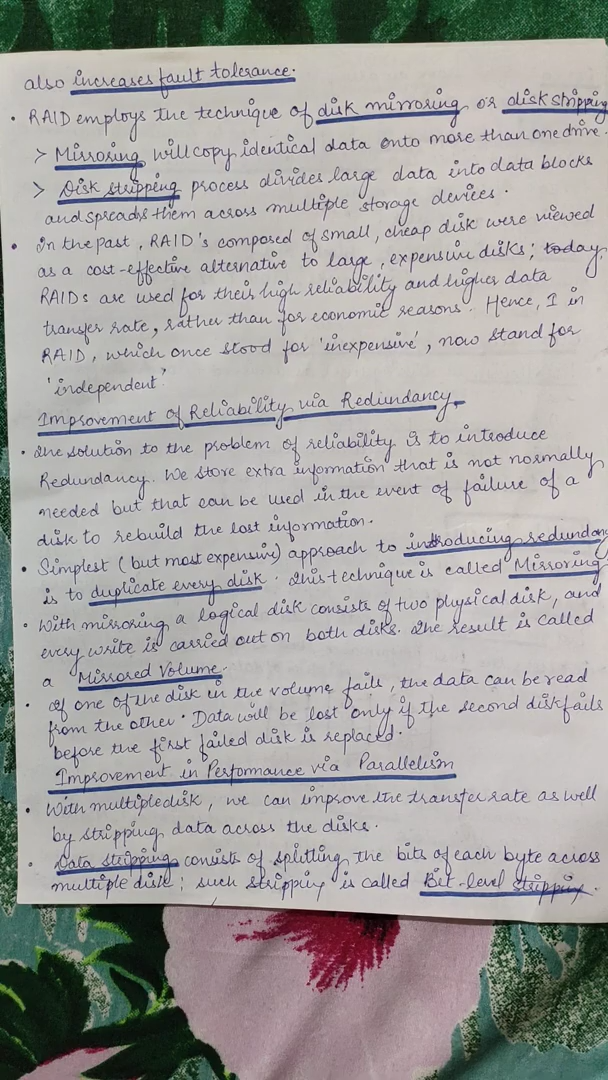 also increases fault tolerance.
• RAID employs the technique of disk mirroring or disk stripping
> Mirroring will copy identical data onto more than one drive.
> Disk stripping process divides large data into data blocks
and spreads them across multiple storage devices.
• In the past, RAID's composed of small, cheap disk were viewed
as a cost-effective alternative to large, expensive disks; today,
RAIDs are used for their high reliability and higher data
transfer rate, rather than for economic reasons. Hence, I in
RAID, which once stood for 'inexpensive', now stand for
'independent'
Improvement of Reliability via Redundancy.
• The solution to the problem of reliability is to introduce
Redundancy. We store extra information that is not normally
needed but that can be used in the event of failure of a
disk to rebuild the lost information.
• Simplest (but most expensive) approach to introducing redundancy
is to duplicate every disk. This technique is called Mirroring
• With mirroring a logical disk consists of two physical disk, and
every write is carried out on both disks. The result is called
a Mirrored Volume.
• If one of the disk in the volume fails, the data can be read
from the other. Data will be lost only if the second disk fails
before the first failed disk is replaced.
Improvement in Perfomance via Parallelism
• With multiple disk, we can improve the transfer rate as well
by stripping data across the disks.
• Data stripping consists of splitting the bits of each byte across
multiple disk; such stripping is called Bit-level stripping.